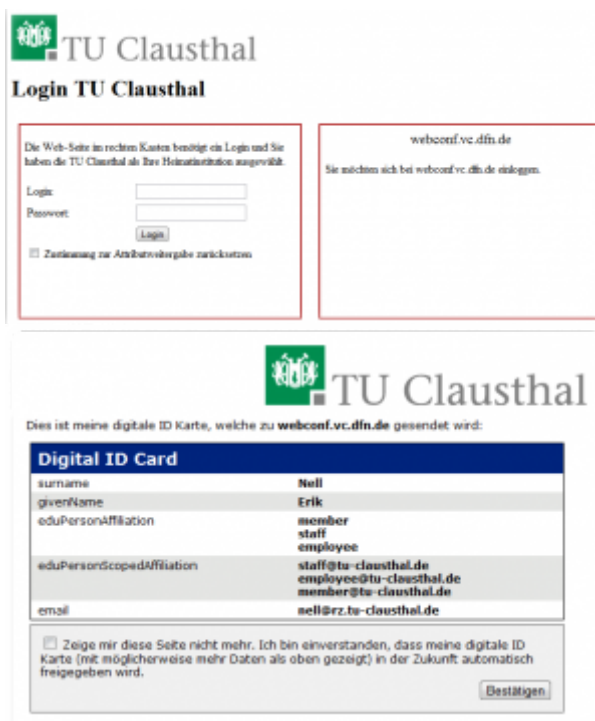 TU Clausthal
Login TU Clausthal
Die Web-Seite im rechten Kasten benötigt ein Login und Sie
haben die TU Clausthal als Ihre Heimatinstitution ausgewählt.
Login:
Passwort:
Login
Zustimmung zur Attributweitergabe zurücksetzen
webconf.vc.dfn.de
Sie möchten sich bei webconf.vc.dfn.de einloggen.
TU Clausthal
Dies ist meine digitale ID Karte, welche zu webconf.vc.dfn.de gesendet wird:
Digital ID Card
surname Nell
givenName Erik
eduPersonAffiliation member
staff
employee
eduPersonScopedAffiliation staff@tu-clausthal.de
employee@tu-clausthal.de
member@tu-clausthal.de
email nell@rz.tu-clausthal.de
Zeige mir diese Seite nicht mehr. Ich bin einverstanden, dass meine digitale ID
Karte (mit möglicherweise mehr Daten als oben gezeigt) in der Zukunft automatisch
freigegeben wird.
Bestätigen